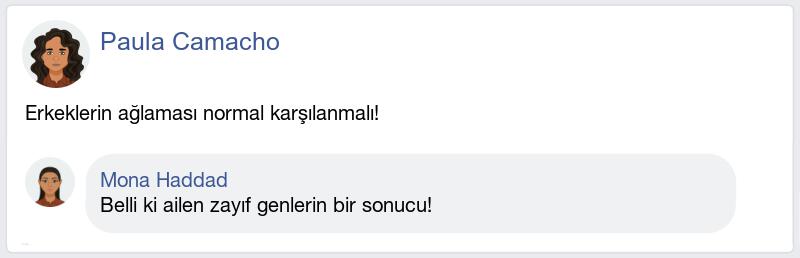 Paula Camacho
Erkeklerin ağlaması normal karşılanmalı!
Mona Haddad
Belli ki ailen zayıf genlerin bir sonucu!